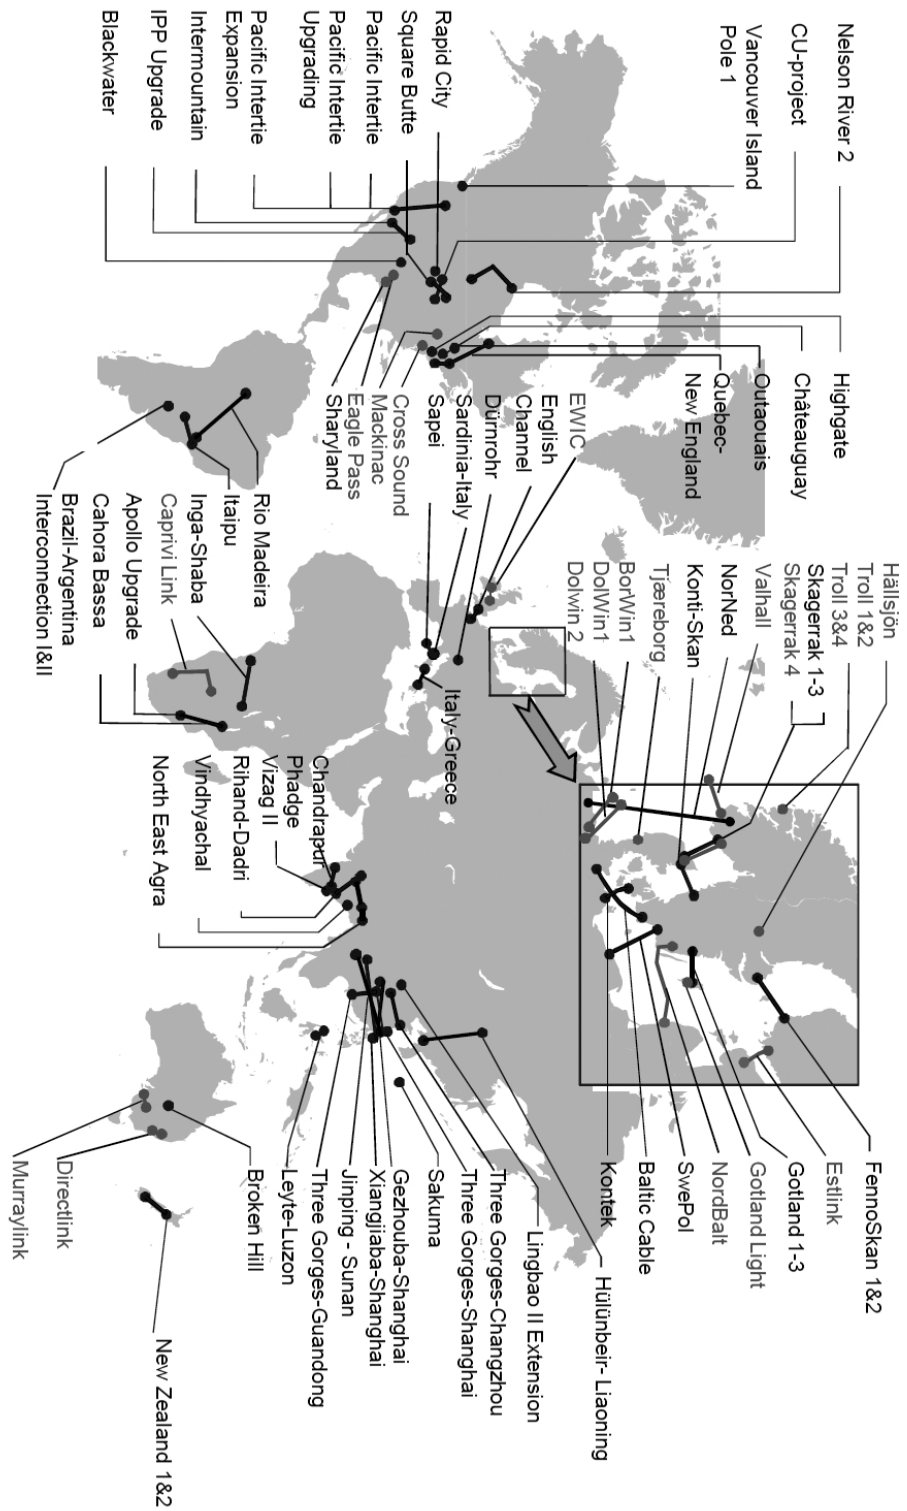 Nelson River 2
CU-project
Vancouver Island
Pole 1
Rapid City
Square Butte
Pacific Intertie
Pacific Intertie
Upgrading
Pacific Intertie
Expansion
Intermountain
IPP Upgrade
Blackwater
Highgate
Châteauguay
Outaouais
Quebec-
New England
EWIC
English
Channel
Dürnrohr
Sardinia-Italy
Sapei
Cross Sound
Mackinac
Eagle Pass
Sharyland
Rio Madeira
Itaipu
Inga-Shaba
Caprivi Link
Apollo Upgrade
Cahora Bassa
Brazil-Argentina
Interconnection I&II
Hällsjön
Troll 1&2
Troll 3&4
Skagerrak 1-3
Skagerrak 4
Valhall
NorNed
Konti-Skan
Tjæreborg
BorWin1
DolWin1
Dolwin 2
Italy-Greece
Chandrapur
Phadge
Vizag II
Rihand-Dadri
Vindhyachal
North East Agra
FennoSkan 1&2
Estlink
Gotland 1-3
Gotland Light
NordBalt
SwePol
Baltic Cable
Kontek
Hülünbeir- Liaoning
Lingbao II Extension
Three Gorges-Changzhou
Three Gorges-Shanghai
Sakuma
Gezhouba-Shanghai
Xiangjiaba-Shanghai
Jinping - Sunan
Three Gorges-Guandong
Leyte-Luzon
Broken Hill
Directlink
Murraylink
New Zealand 1&2